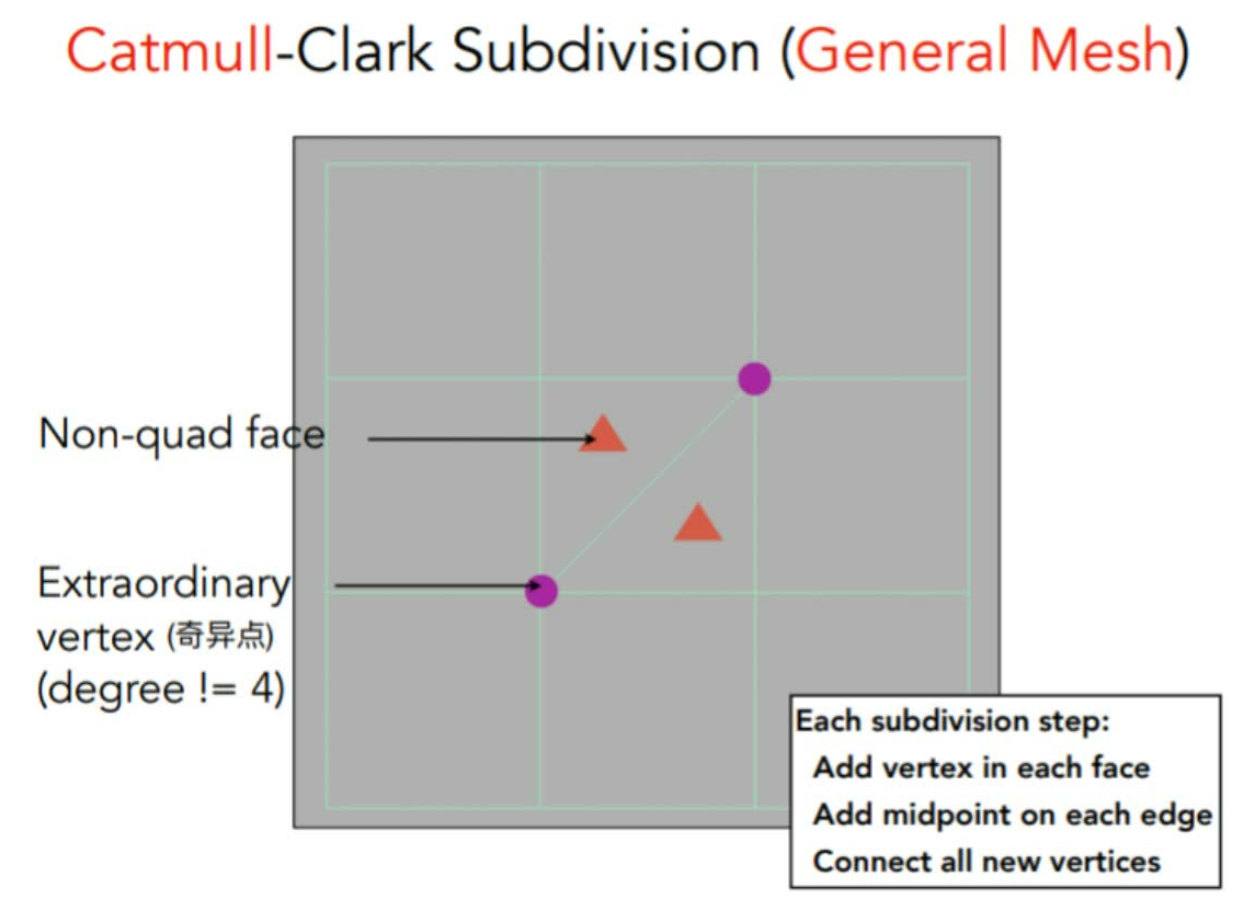 Catmull-Clark Subdivision (General Mesh)
Non-quad face
Extraordinary
vertex (奇异点)
(degree != 4)
Each subdivision step:
Add vertex in each face
Add midpoint on each edge
Connect all new vertices